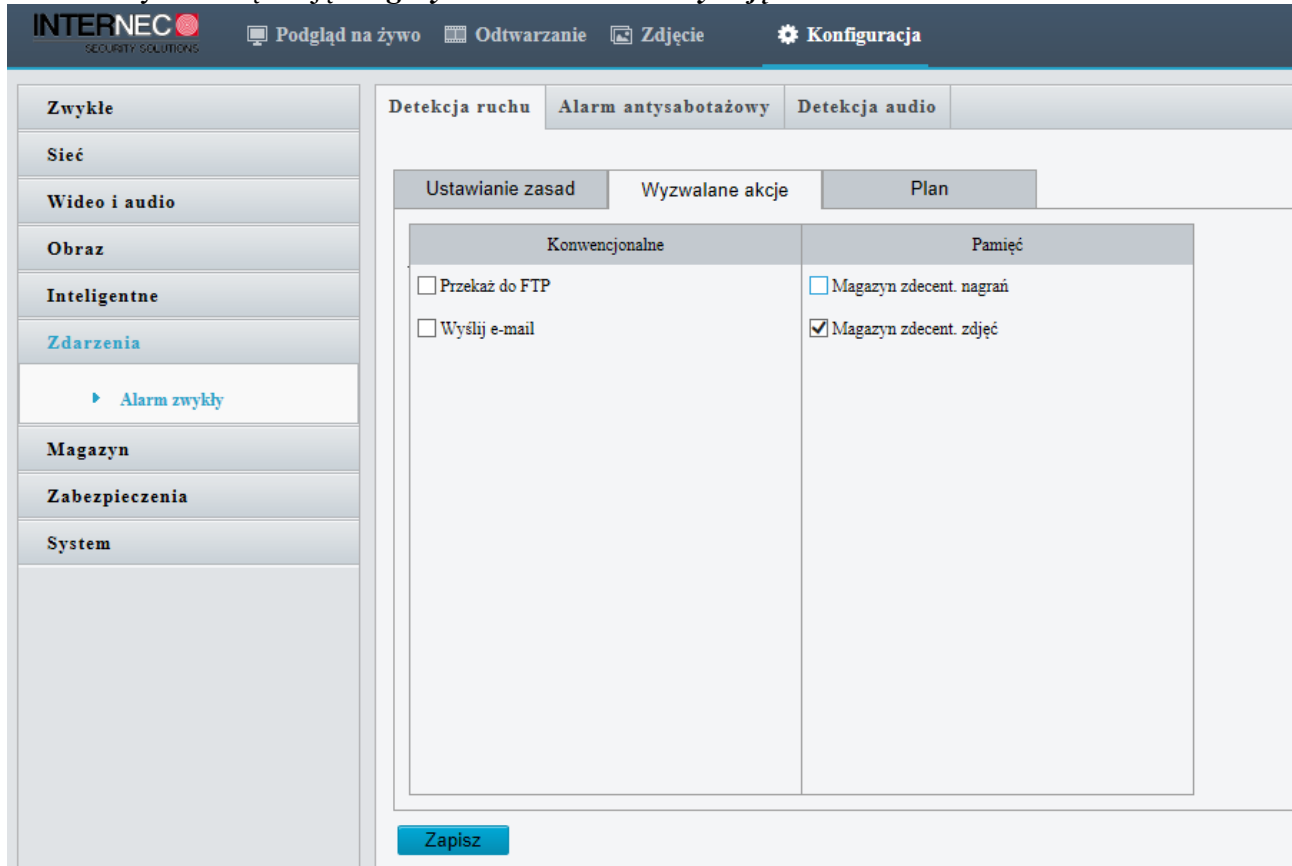 INTERNEC
SECURITY SOLUTIONS
Podgląd na żywo Odtwarzanie Zdjęcie Konfiguracja
Zwykłe
Sieć
Wideo i audio
Obraz
Inteligentne
Zdarzenia
Alarm zwykły
Magazyn
Zabezpieczenia
System
Detekcja ruchu Alarm antysabotażowy Detekcja audio
Ustawianie zasad Wyzwalane akcje Plan
Konwencjonalne Pamięć
Przekaż do FTP Magazyn zdecent. nagrań
Wyślij e-mail Magazyn zdecent. zdjęć
Zapisz